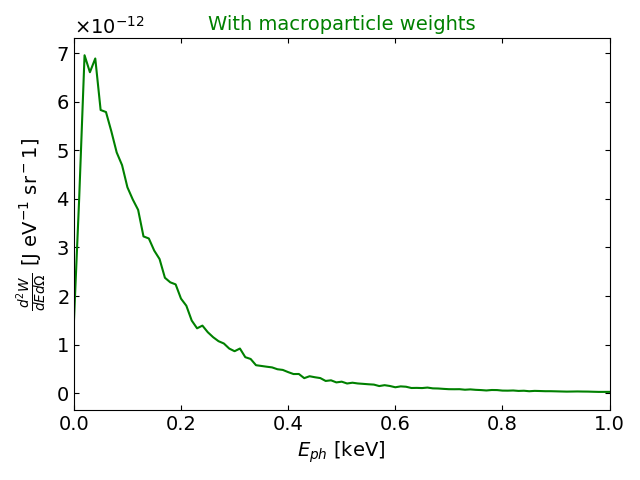 ×10⁻¹² With macroparticle weights
7
6
5
4
3
2
1
0
d²W/dEdΩ [J eV⁻¹ sr⁻1]
0.0 0.2 0.4 0.6 0.8 1.0
E_ph [keV]